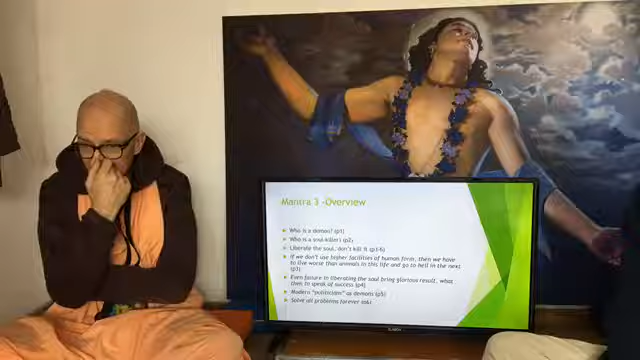 Mantra 3 -Overview
Who is a demon? (p1)
Who is a soul-killer? (p2)
Liberate the soul, don't kill it (p3-6)
If we don't use higher facilities of human form, then we have
to live worse than animals in this life and go to hell in the next
(p3)
Even failure in liberating the soul bring glorious result, what
then to speak of success (p4)
Modern "politicians" as demons (p5)
Solve all problems forever